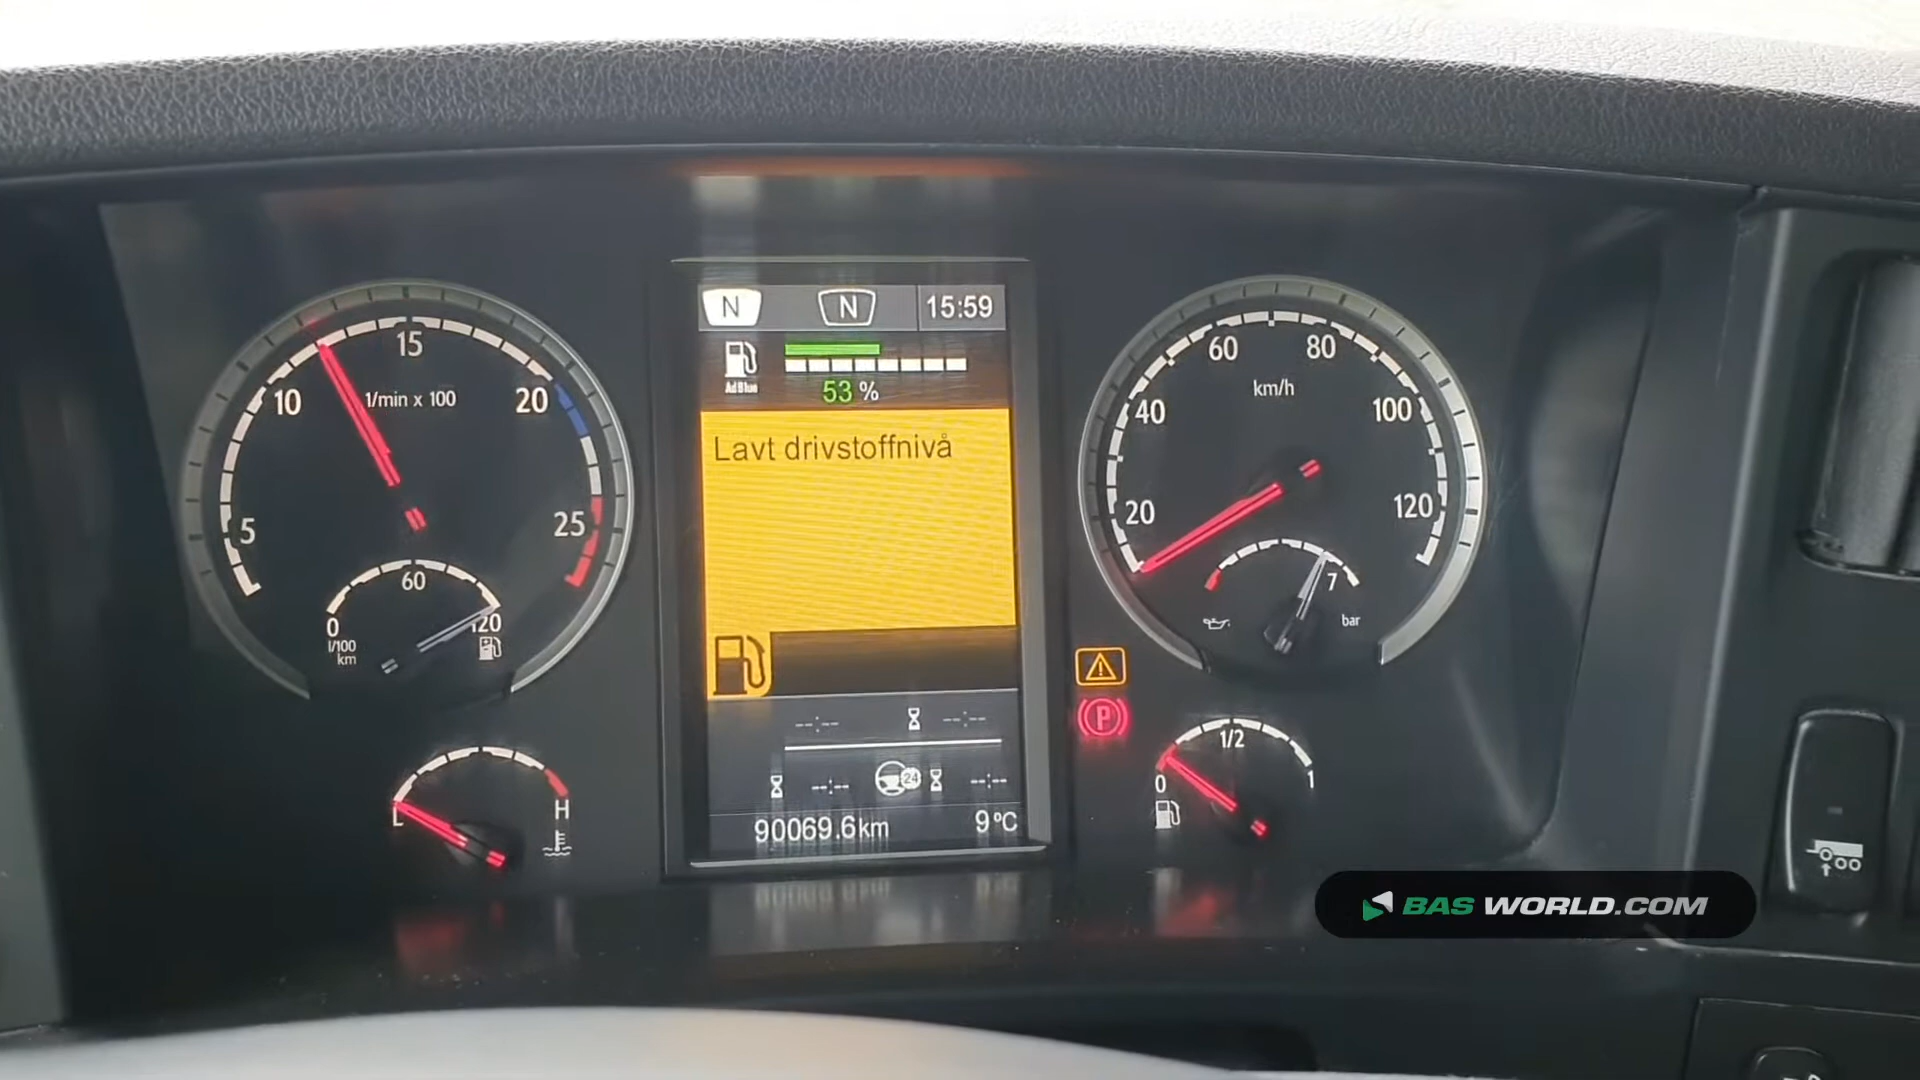 N N 15:59
AdBlue
53 %
Lavt drivstoffnivå
--:-- --:--
--:-- 24 --:--
90069.6km 9°C
5 10 15 20 25
1/min x 100
0 60 120
l/100
km
H
L
20 40 60 80 100 120
km/h
7
bar
P
0 1/2 1
BAS WORLD.COM